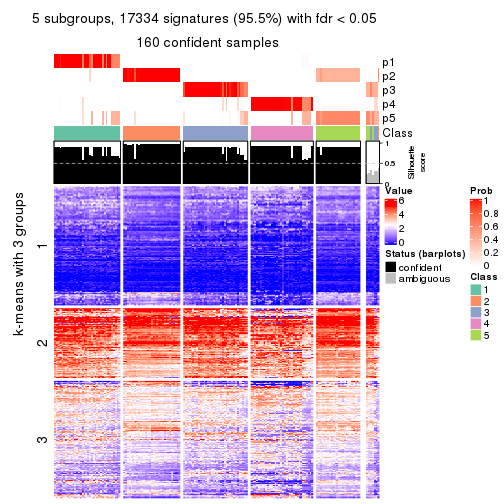 5 subgroups, 17334 signatures (95.5%) with fdr < 0.05
160 confident samples
p1
p2
p3
p4
p5
Class
1
0.5
0
Silhouette
score
k-means with 3 groups
1
2
3
Value
6
4
2
0
Status (barplots)
confident
ambiguous
Prob
1
0.8
0.6
0.4
0.2
0
Class
1
2
3
4
5